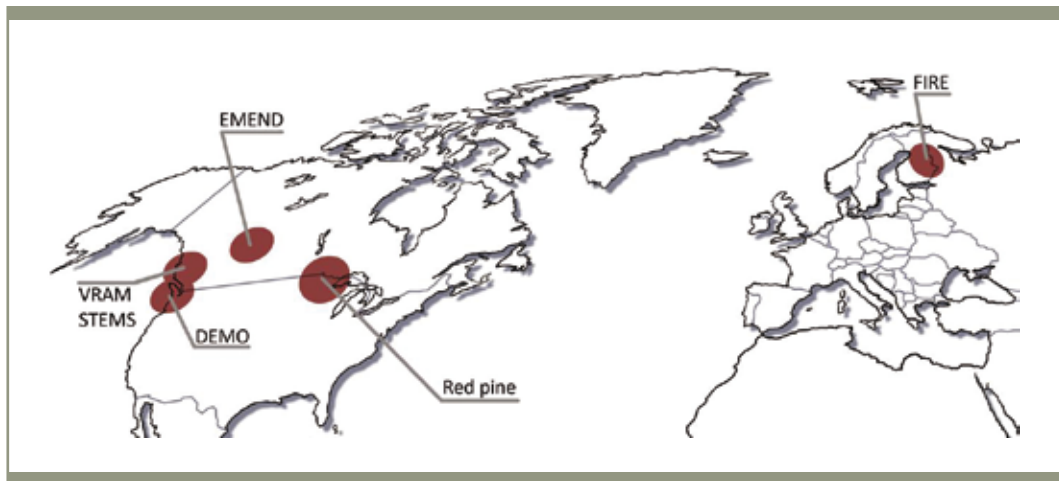 FIRE
EMEND
VRAM
STEMS
DEMO
Red pine